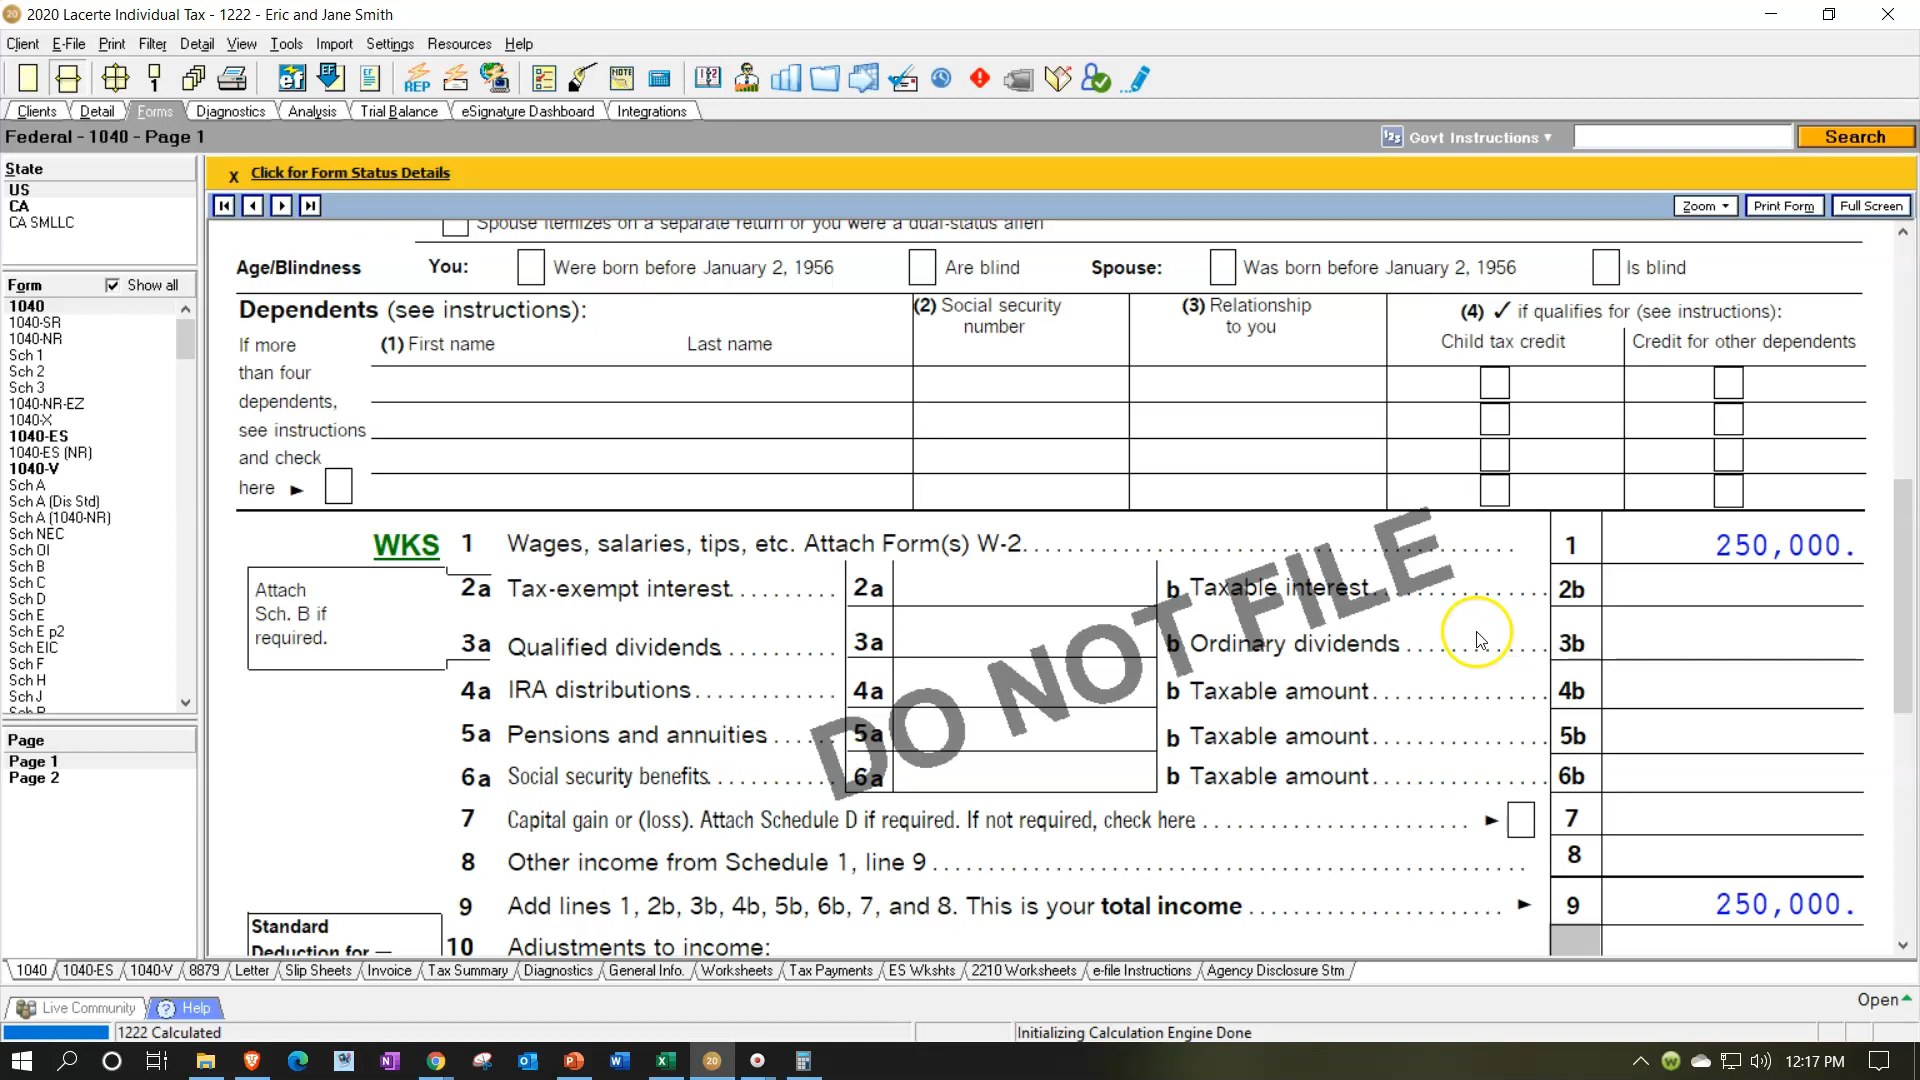 2020 Lacerte Individual Tax - 1222 - Eric and Jane Smith
Client E-File Print Filter Detail View Tools Import Settings Resources Help
Clients Detail Forms Diagnostics Analysis Trial Balance eSignature Dashboard Integrations
Federal - 1040 - Page 1
Govt Instructions
Search
State
US
CA
CA SMLLC
Form Show all
1040
1040-SR
1040-NR
Sch 1
Sch 2
Sch 3
1040-NR-EZ
1040-X
1040-ES
1040-ES (NR)
1040-V
Sch A
Sch A (Dis Std)
Sch A (1040-NR)
Sch NEC
Sch OI
Sch B
Sch C
Sch D
Sch E
Sch E p2
Sch EIC
Sch F
Sch H
Sch J
Sch R
Page
Page 1
Page 2
x Click for Form Status Details
Zoom Print Form Full Screen
Spouse itemizes on a separate return or you were a dual-status alien
Age/Blindness You: Were born before January 2, 1956 Are blind Spouse: Was born before January 2, 1956 Is blind
Dependents (see instructions):
(2) Social security number
(3) Relationship to you
(4) ✓ if qualifies for (see instructions):
If more than four dependents, see instructions and check here ►
(1) First name Last name
Child tax credit Credit for other dependents
WKS 1 Wages, salaries, tips, etc. Attach Form(s) W-2 1 250,000.
Attach Sch. B if required.
2a Tax-exempt interest 2a b Taxable interest 2b
3a Qualified dividends 3a b Ordinary dividends 3b
4a IRA distributions 4a b Taxable amount 4b
5a Pensions and annuities 5a b Taxable amount 5b
6a Social security benefits 6a b Taxable amount 6b
7 Capital gain or (loss). Attach Schedule D if required. If not required, check here ► 7
8 Other income from Schedule 1, line 9 8
9 Add lines 1, 2b, 3b, 4b, 5b, 6b, 7, and 8. This is your total income ► 9 250,000.
Standard Deduction for —
10 Adjustments to income:
DO NOT FILE
1040 1040-ES 1040-V 8879 Letter Slip Sheets Invoice Tax Summary Diagnostics General Info. Worksheets Tax Payments ES Wkshts 2210 Worksheets e-file Instructions Agency Disclosure Stm
Live Community Help
Open
1222 Calculated
Initializing Calculation Engine Done
12:17 PM